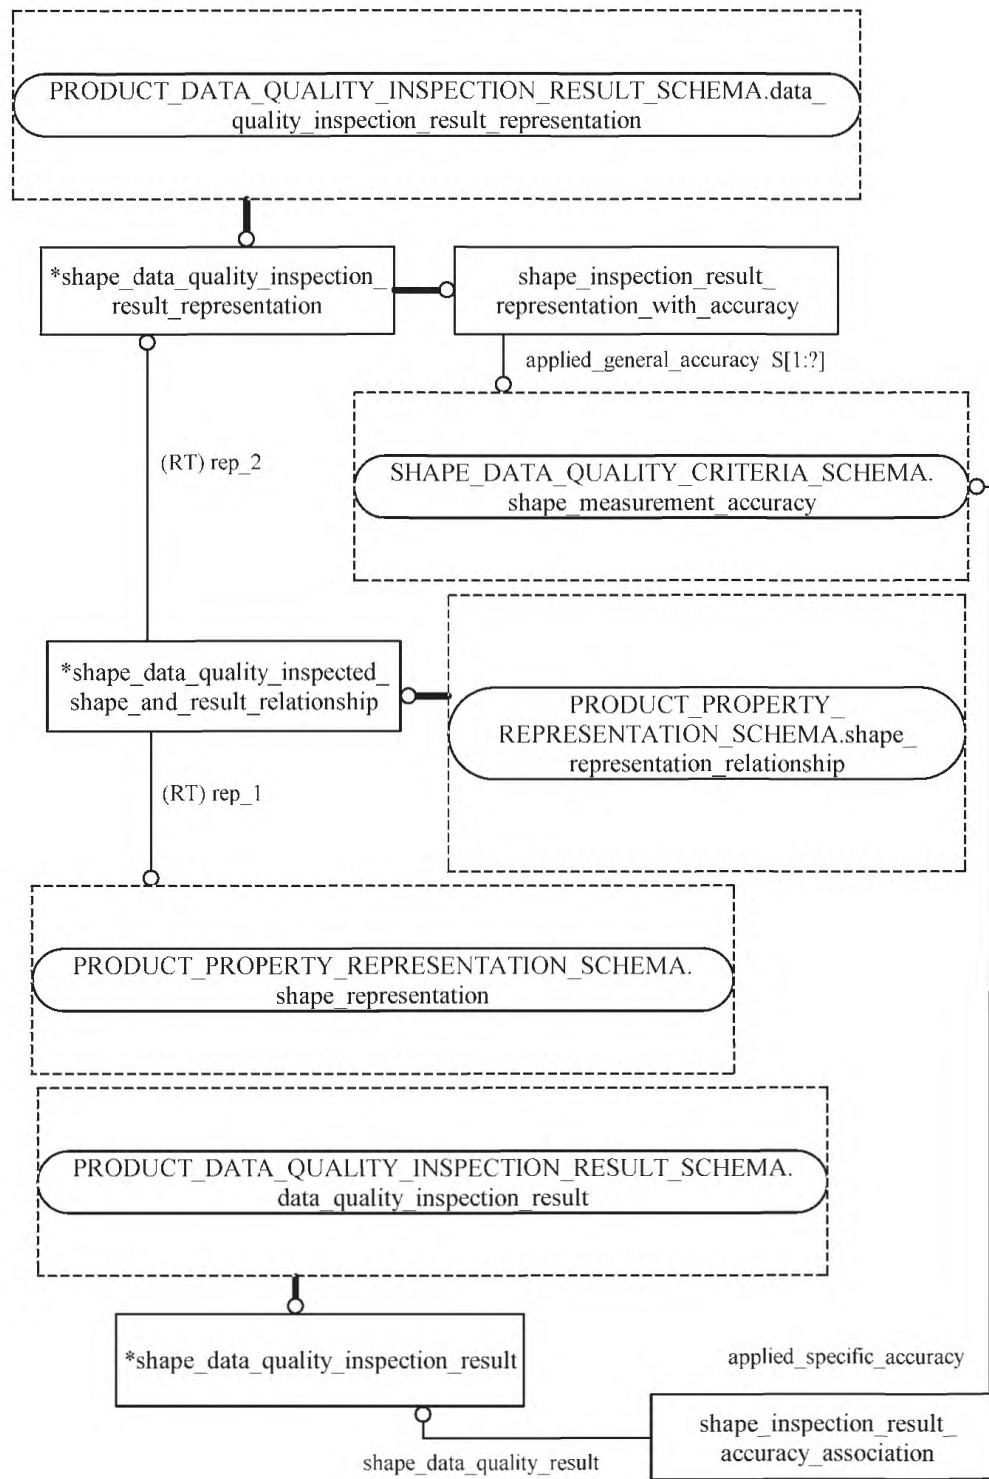 PRODUCT_DATA_QUALITY_INSPECTION_RESULT_SCHEMA.data_
quality_inspection_result_representation
*shape_data_quality_inspection_
result_representation
shape_inspection_result_
representation_with_accuracy
applied_general_accuracy S[1:?]
(RT) rep_2
SHAPE_DATA_QUALITY_CRITERIA_SCHEMA.
shape_measurement_accuracy
*shape_data_quality_inspected_
shape_and_result_relationship
PRODUCT_PROPERTY_
REPRESENTATION_SCHEMA.shape_
representation_relationship
(RT) rep_1
PRODUCT_PROPERTY_REPRESENTATION_SCHEMA.
shape_representation
PRODUCT_DATA_QUALITY_INSPECTION_RESULT_SCHEMA.
data_quality_inspection_result
*shape_data_quality_inspection_result
applied_specific_accuracy
shape_inspection_result_
accuracy_association
shape_data_quality_result